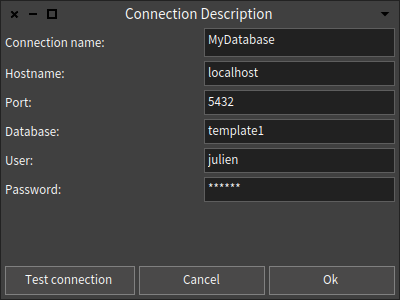 Connection Description
Connection name: MyDatabase
Hostname: localhost
Port: 5432
Database: template1
User: julien
Password: ******
Test connection Cancel Ok